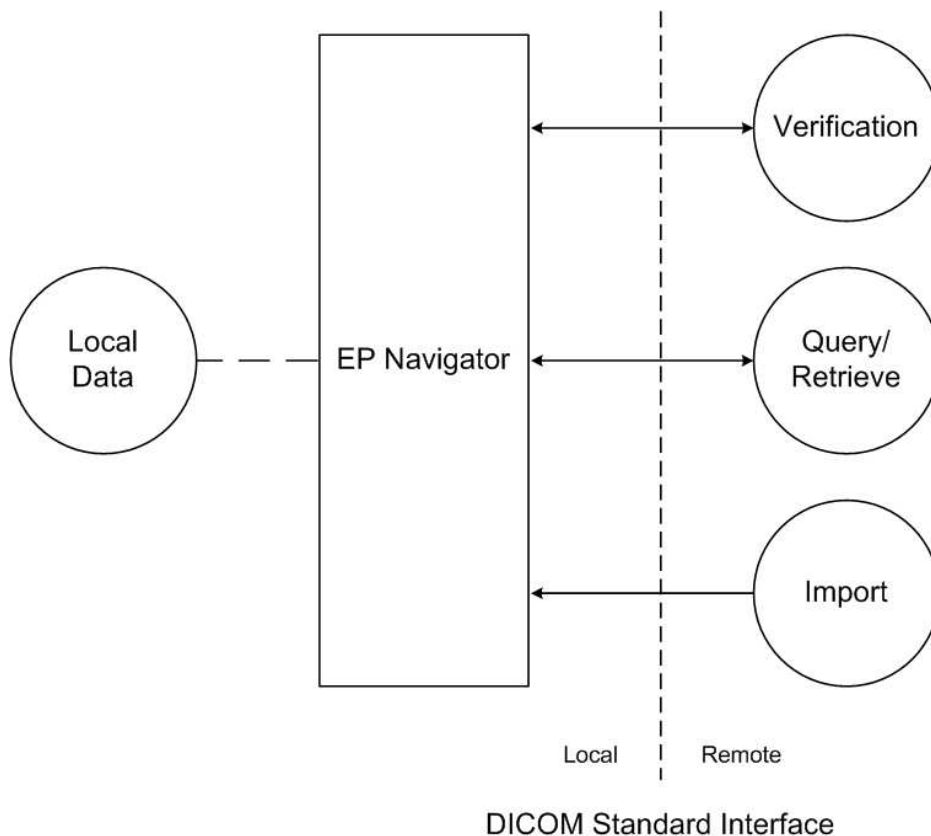 Verification
Local
Data
EP Navigator
Query/
Retrieve
Import
Local
Remote
DICOM Standard Interface